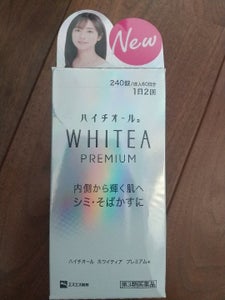 New
240錠/1成人60日分
1日2回
ハイチオール®
WHITEA
PREMIUM
内側から輝く肌へ
シミ・そばかすに
ハイチオール ホワイティア プレミアム
エスエス製薬
第3類医薬品